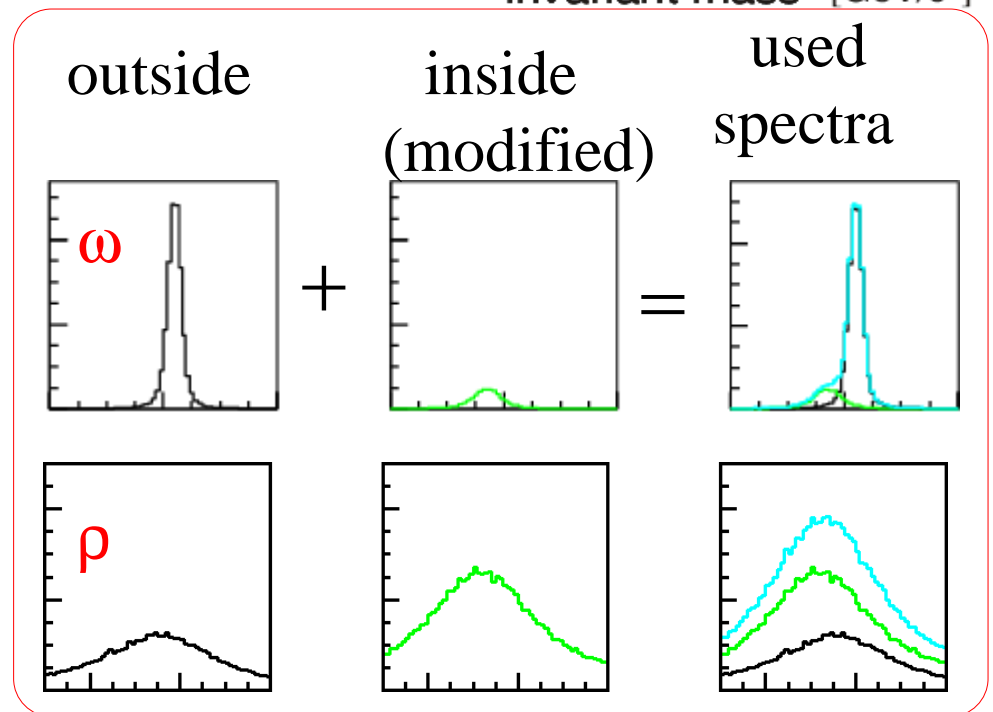 outside
inside
(modified)
used
spectra
ω
+
=
ρ